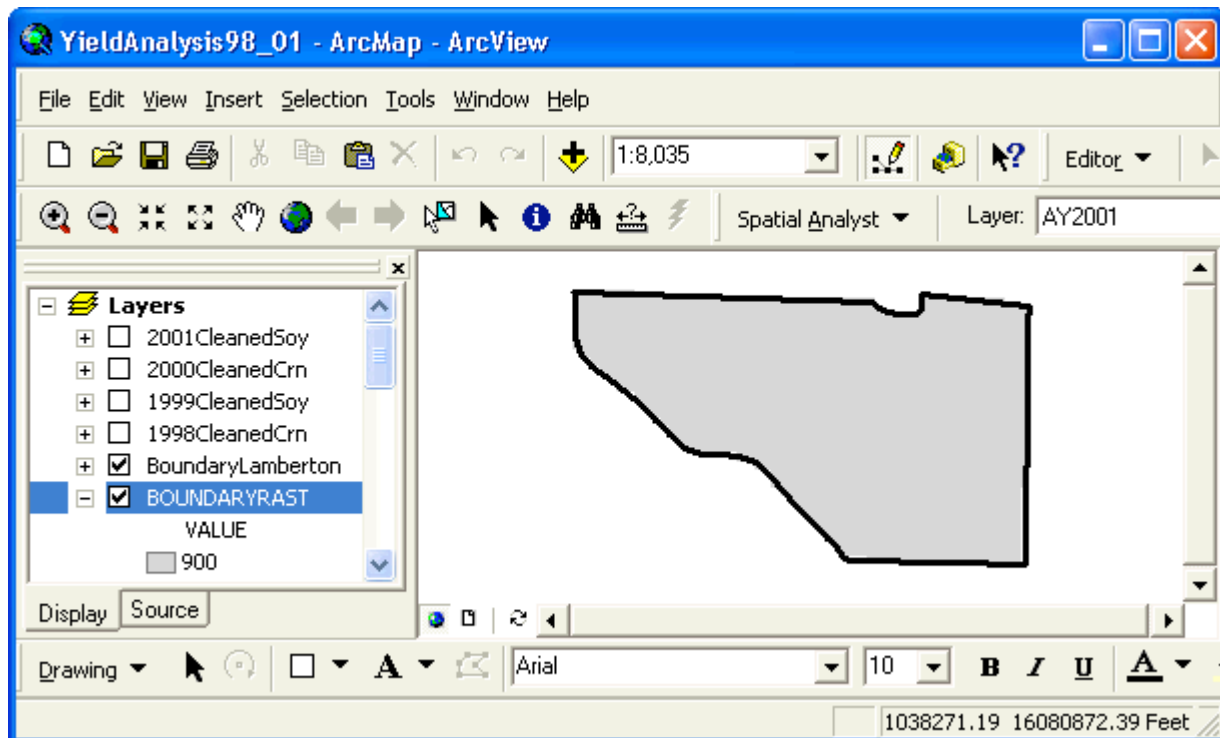 YieldAnalysis98_01 - ArcMap - ArcView
File Edit View Insert Selection Tools Window Help
1:8,035 Editor
Spatial Analyst Layer: AY2001
Layers
2001CleanedSoy
2000CleanedCrn
1999CleanedSoy
1998CleanedCrn
BoundaryLamberton
BOUNDARYRAST
VALUE
900
Display Source
Drawing A Arial 10 B I U A
1038271.19 16080872.39 Feet